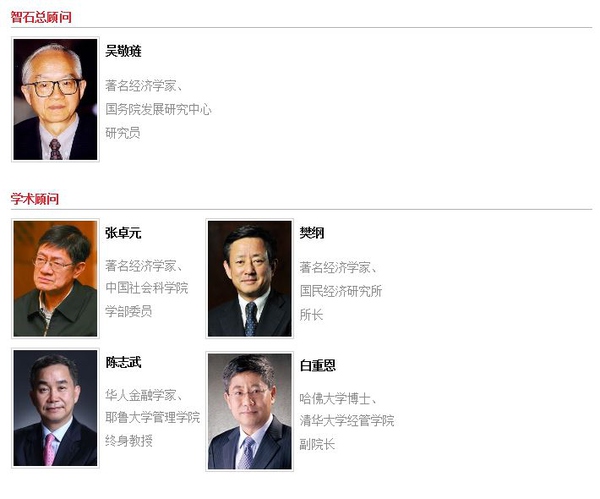 智石总顾问
吴敬琏
著名经济学家、
国务院发展研究中心
研究员
学术顾问
张卓元
著名经济学家、
中国社会科学院
学部委员
樊纲
著名经济学家、
国民经济研究所
所长
陈志武
华人金融学家、
耶鲁大学管理学院
终身教授
白重恩
哈佛大学博士、
清华大学经管学院
副院长